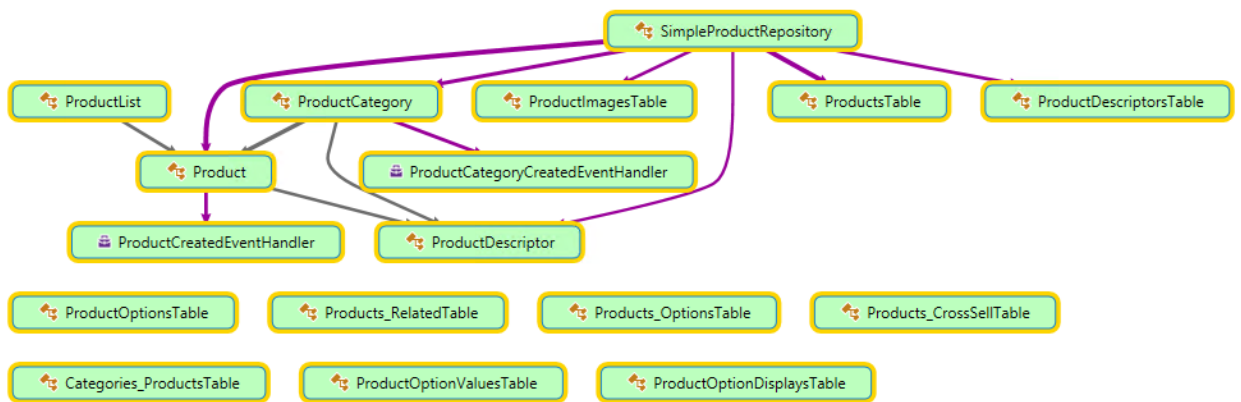 SimpleProductRepository
ProductList
ProductCategory
ProductImagesTable
ProductsTable
ProductDescriptorsTable
Product
ProductCategoryCreatedEventHandler
ProductCreatedEventHandler
ProductDescriptor
ProductOptionsTable
Products_RelatedTable
Products_OptionsTable
Products_CrossSellTable
Categories_ProductsTable
ProductOptionValuesTable
ProductOptionDisplaysTable